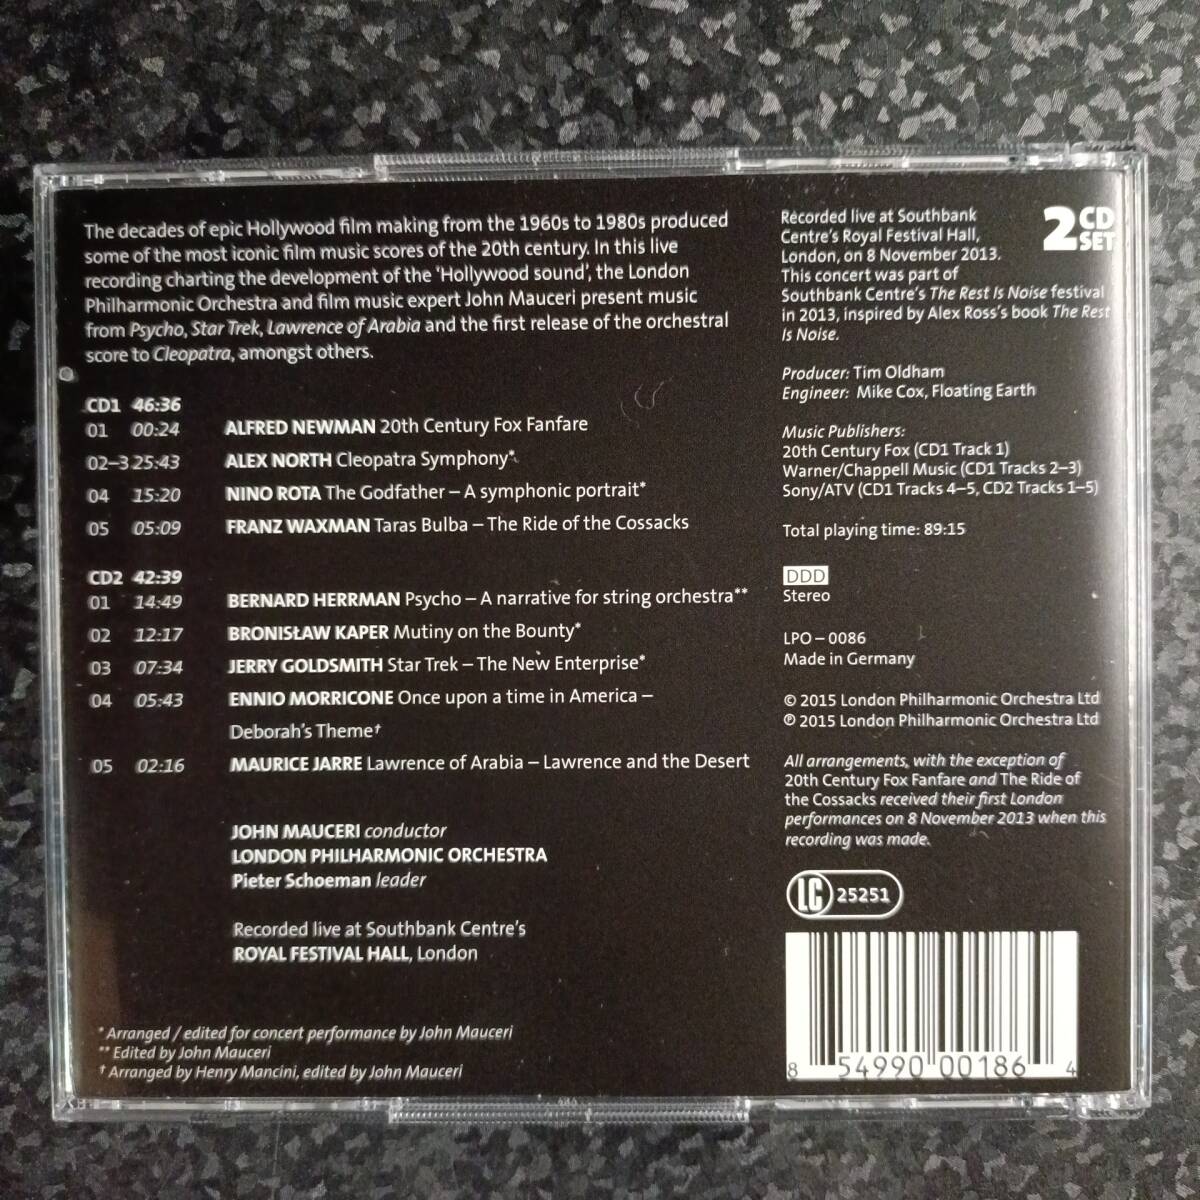 The decades of epic Hollywood film making from the 1960s to 1980s produced
some of the most iconic film music scores of the 20th century. In this live
recording charting the development of the 'Hollywood sound', the London
Philharmonic Orchestra and film music expert John Mauceri present music
from Psycho, Star Trek, Lawrence of Arabia and the first release of the orchestral
score to Cleopatra, amongst others.
CD1 46:36
01 00:24 ALFRED NEWMAN 20th Century Fox Fanfare
02–3 25:43 ALEX NORTH Cleopatra Symphony*
04 15:20 NINO ROTA The Godfather – A symphonic portrait*
05 05:09 FRANZ WAXMAN Taras Bulba – The Ride of the Cossacks
CD2 42:39
01 14:49 BERNARD HERRMAN Psycho – A narrative for string orchestra**
02 12:17 BRONISŁAW KAPER Mutiny on the Bounty*
03 07:34 JERRY GOLDSMITH Star Trek – The New Enterprise*
04 05:43 ENNIO MORRICONE Once upon a time in America –
Deborah's Theme†
05 02:16 MAURICE JARRE Lawrence of Arabia – Lawrence and the Desert
JOHN MAUCERI conductor
LONDON PHILHARMONIC ORCHESTRA
Pieter Schoeman leader
Recorded live at Southbank Centre's
ROYAL FESTIVAL HALL, London
* Arranged / edited for concert performance by John Mauceri
** Edited by John Mauceri
† Arranged by Henry Mancini, edited by John Mauceri
2 CD SET
Recorded live at Southbank
Centre's Royal Festival Hall,
London, on 8 November 2013.
This concert was part of
Southbank Centre's The Rest Is Noise festival
in 2013, inspired by Alex Ross's book The Rest
Is Noise.
Producer: Tim Oldham
Engineer: Mike Cox, Floating Earth
Music Publishers:
20th Century Fox (CD1 Track 1)
Warner/Chappell Music (CD1 Tracks 2–3)
Sony/ATV (CD1 Tracks 4–5, CD2 Tracks 1–5)
Total playing time: 89:15
DDD
Stereo
LPO – 0086
Made in Germany
© 2015 London Philharmonic Orchestra Ltd
℗ 2015 London Philharmonic Orchestra Ltd
All arrangements, with the exception of
20th Century Fox Fanfare and The Ride of
the Cossacks received their first London
performances on 8 November 2013 when this
recording was made.
LC 25251
8 54990 00186 4